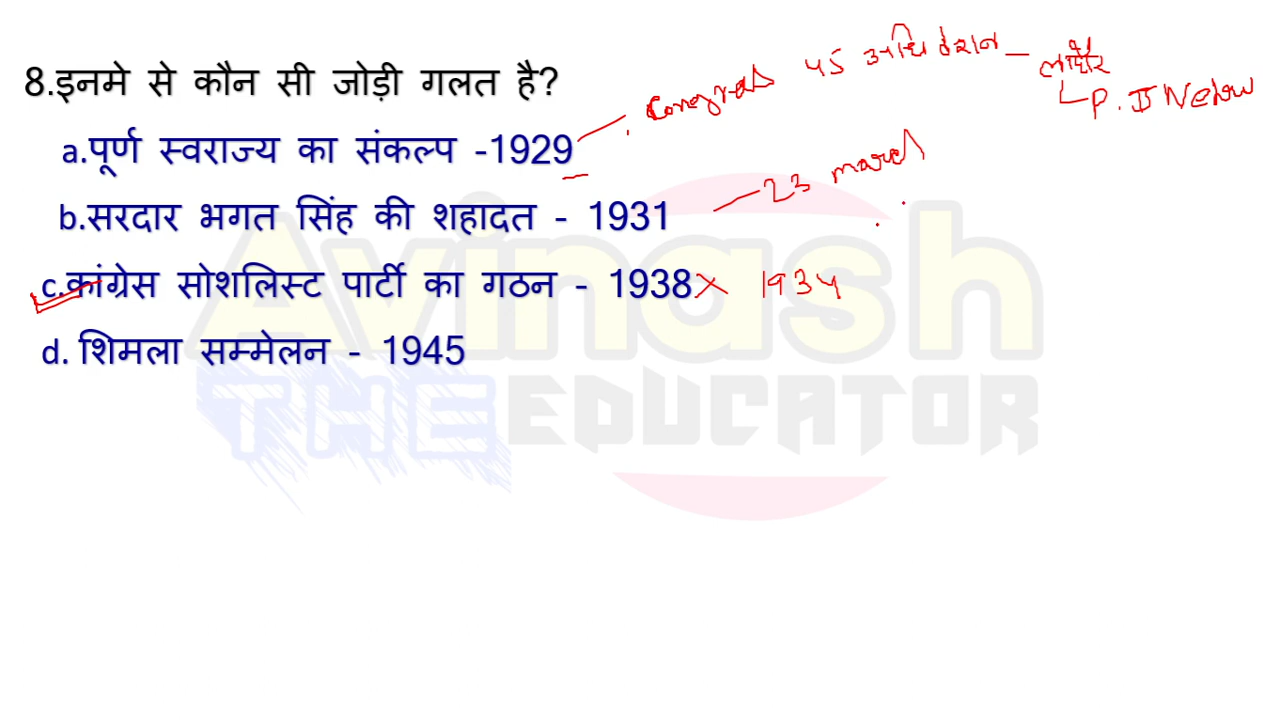 8.इनमे से कौन सी जोड़ी गलत है?
a.पूर्ण स्वराज्य का संकल्प -1929
congras 45 अधिवेशन - लाहौर
P. J Nehru
b.सरदार भगत सिंह की शहादत - 1931
- 23 march
c.कांग्रेस सोशलिस्ट पार्टी का गठन - 1938 X 1934
d. शिमला सम्मेलन - 1945
Avinash
THE EDUCATOR